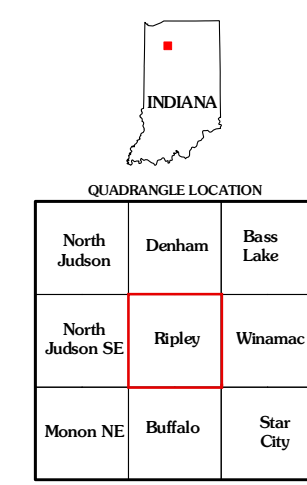 INDIANA
QUADRANGLE LOCATION
North
Judson
Denham
Bass
Lake
North
Judson SE
Ripley
Winamac
Monon NE
Buffalo
Star
City